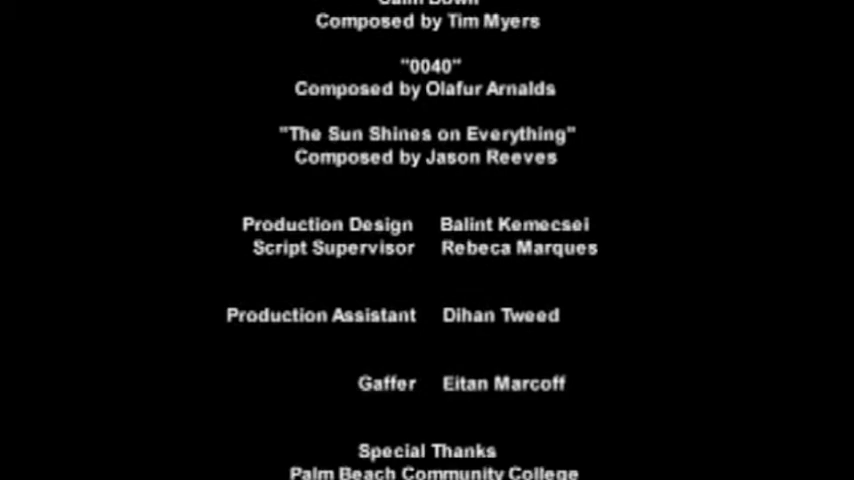 Calm Down
Composed by Tim Myers
"0040"
Composed by Olafur Arnalds
"The Sun Shines on Everything"
Composed by Jason Reeves
Production Design Balint Kemecsei
Script Supervisor Rebeca Marques
Production Assistant Dihan Tweed
Gaffer Eitan Marcoff
Special Thanks
Palm Beach Community College